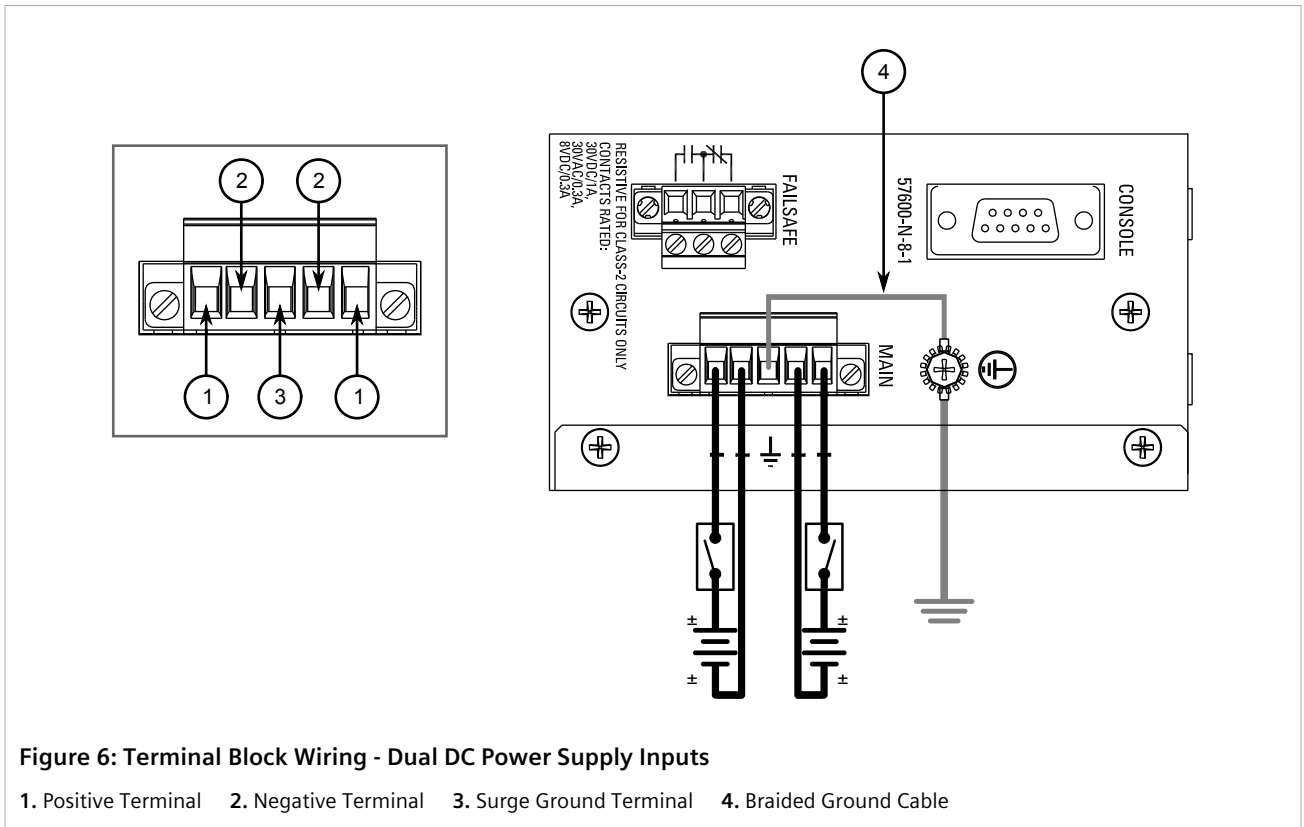 4
2
2
1
3
1
RESISTIVE FOR CLASS-2 CIRCUITS ONLY
CONTACTS RATED:
30VDC/1A,
30VAC/0.3A,
8VDC/0.3A
FAILSAFE
57600-N-8-1
CONSOLE
MAIN
±
±
±
±
Figure 6: Terminal Block Wiring - Dual DC Power Supply Inputs
1. Positive Terminal 2. Negative Terminal 3. Surge Ground Terminal 4. Braided Ground Cable